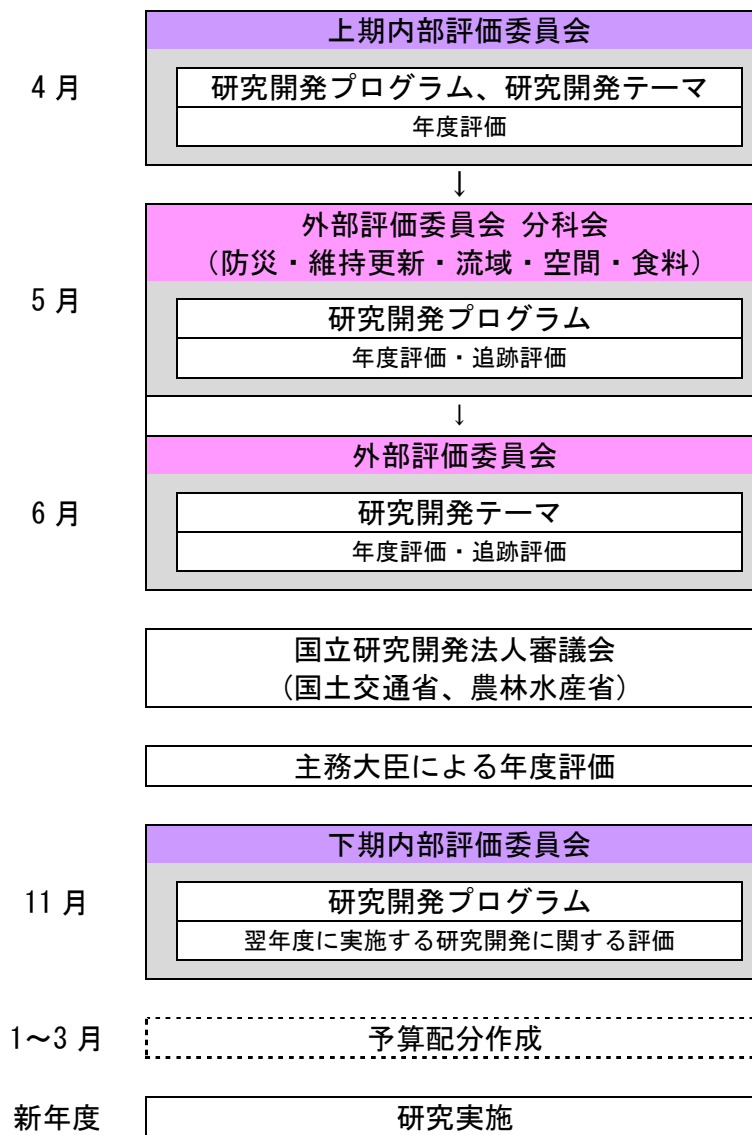 上期内部評価委員会
4 月
研究開発プログラム、研究開発テーマ
年度評価
↓
外部評価委員会 分科会
（防災・維持更新・流域・空間・食料）
5 月
研究開発プログラム
年度評価・追跡評価
↓
外部評価委員会
6 月
研究開発テーマ
年度評価・追跡評価
国立研究開発法人審議会
（国土交通省、農林水産省）
主務大臣による年度評価
下期内部評価委員会
11 月
研究開発プログラム
翌年度に実施する研究開発に関する評価
1～3 月
予算配分作成
新年度
研究実施